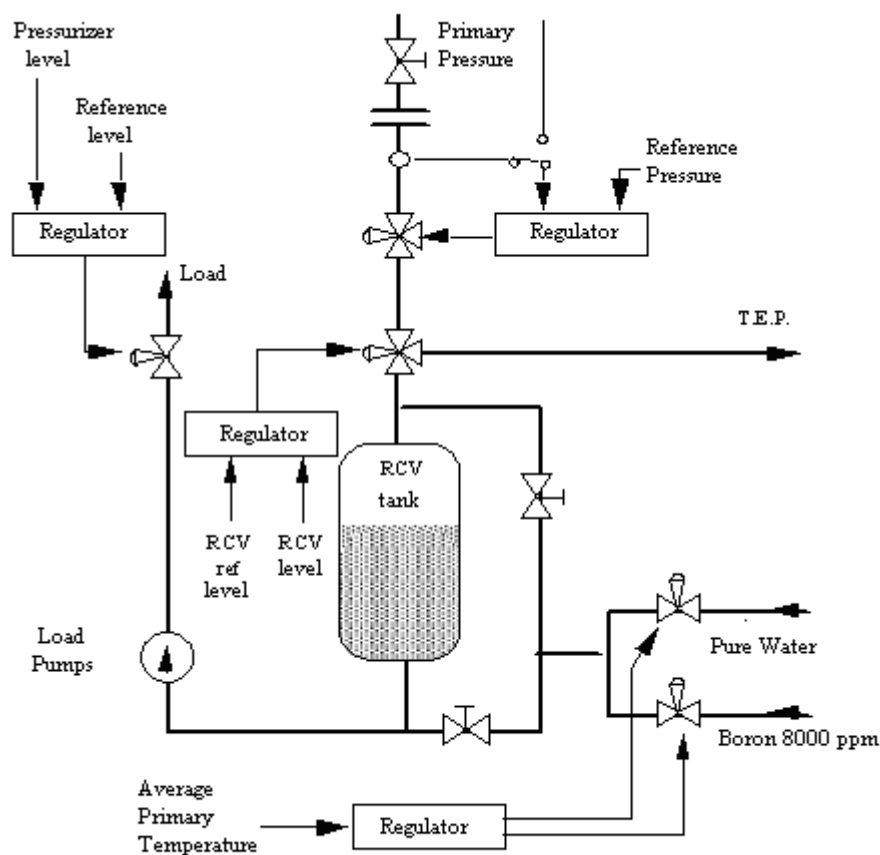 Pressurizer
level
Reference
level
Regulator
Load
Primary
Pressure
Reference
Pressure
Regulator
T.E.P.
Regulator
RCV
ref
level
RCV
level
RCV
tank
Load
Pumps
Pure Water
Boron 8000 ppm
Average
Primary
Temperature
Regulator